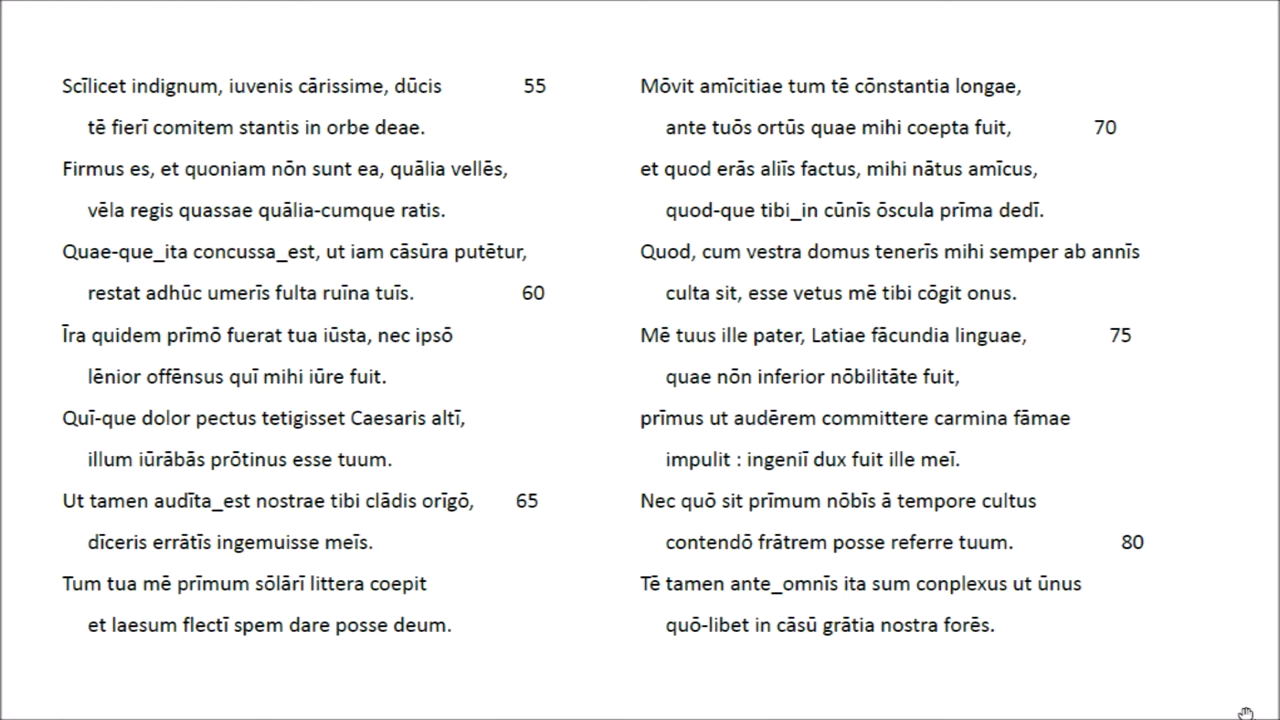 Scīlicet indignum, iuvenis cārissime, dūcis 55
tē fierī comitem stantis in orbe deae.
Firmus es, et quoniam nōn sunt ea, quālia vellēs,
vēla regis quassae quālia-cumque ratis.
Quae-que_ita concussa_est, ut iam cāsūra putētur,
restat adhūc umerīs fulta ruīna tuīs. 60
Īra quidem prīmō fuerat tua iūsta, nec ipsō
lēnior offēnsus quī mihi iūre fuit.
Quī-que dolor pectus tetigisset Caesaris altī,
illum iūrābās prōtinus esse tuum.
Ut tamen audīta_est nostrae tibi clādis orīgō, 65
dīceris errātīs ingemuisse meīs.
Tum tua mē prīmum sōlārī littera coepit
et laesum flectī spem dare posse deum.
Mōvit amīcitiae tum tē cōnstantia longae,
ante tuōs ortūs quae mihi coepta fuit, 70
et quod erās aliīs factus, mihi nātus amīcus,
quod-que tibi_in cūnīs ōscula prīma dedī.
Quod, cum vestra domus tenerīs mihi semper ab annīs
culta sit, esse vetus mē tibi cōgit onus.
Mē tuus ille pater, Latiae fācundia linguae, 75
quae nōn inferior nōbilitāte fuit,
prīmus ut audērem committere carmina fāmae
impulit : ingeniī dux fuit ille meī.
Nec quō sit prīmum nōbīs ā tempore cultus
contendō frātrem posse referre tuum. 80
Tē tamen ante_omnīs ita sum conplexus ut ūnus
quō-libet in cāsū grātia nostra forēs.